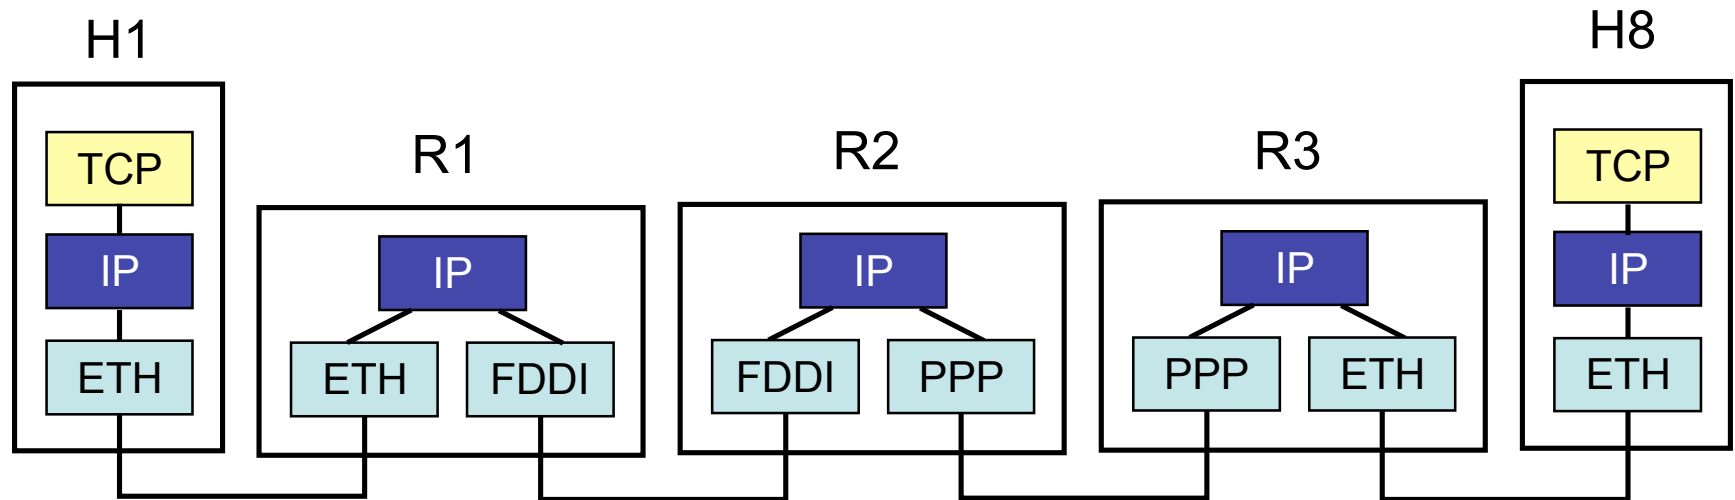 H1
TCP
IP
ETH
R1
IP
ETH FDDI
R2
IP
FDDI PPP
R3
IP
PPP ETH
H8
TCP
IP
ETH